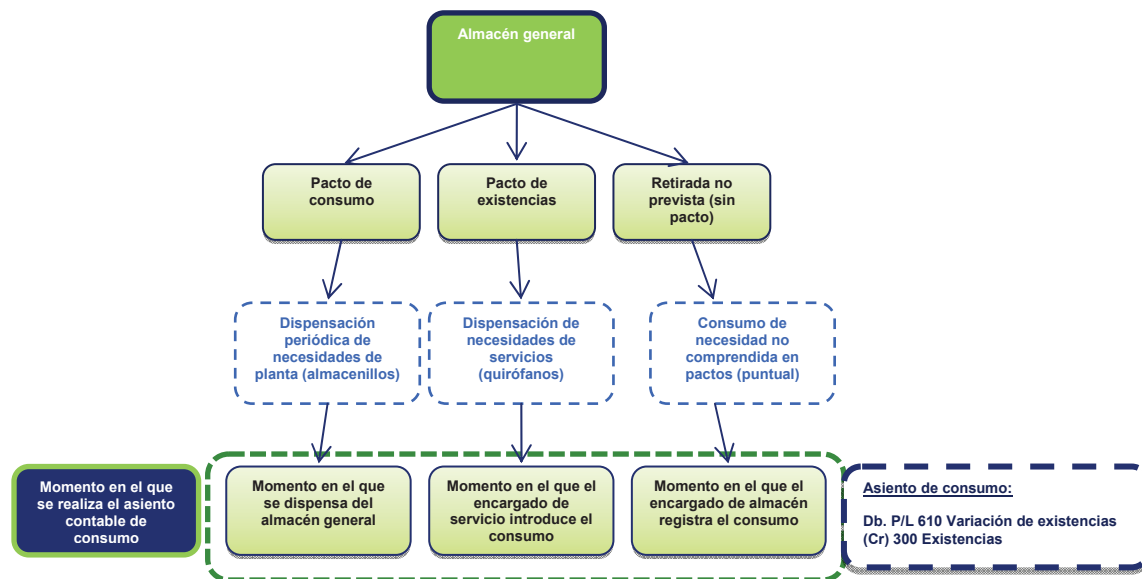 Almacén general
Pacto de
consumo
Pacto de
existencias
Retirada no
prevista (sin
pacto)
Dispensación
periódica de
necesidades de
planta (almacenillos)
Dispensación de
necesidades de
servicios
(quirófanos)
Consumo de
necesidad no
comprendida en
pactos (puntual)
Momento en el que
se realiza el asiento
contable de
consumo
Momento en el que
se dispensa del
almacén general
Momento en el que el
encargado de
servicio introduce el
consumo
Momento en el que el
encargado de almacén
registra el consumo
Asiento de consumo:
Db. P/L 610 Variación de existencias
(Cr) 300 Existencias